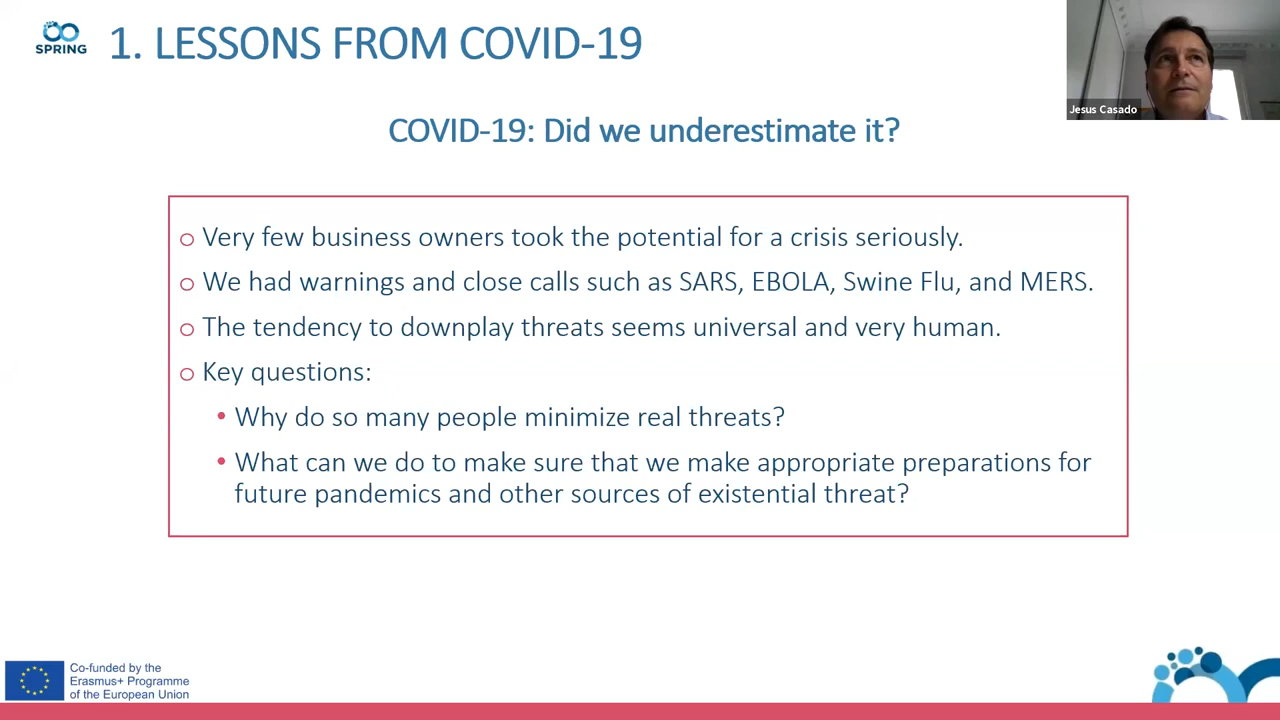 SPRING
1. LESSONS FROM COVID-19
Jesus Casado
COVID-19: Did we underestimate it?
o Very few business owners took the potential for a crisis seriously.
o We had warnings and close calls such as SARS, EBOLA, Swine Flu, and MERS.
o The tendency to downplay threats seems universal and very human.
o Key questions:
• Why do so many people minimize real threats?
• What can we do to make sure that we make appropriate preparations for
future pandemics and other sources of existential threat?
Co-funded by the
Erasmus+ Programme
of the European Union